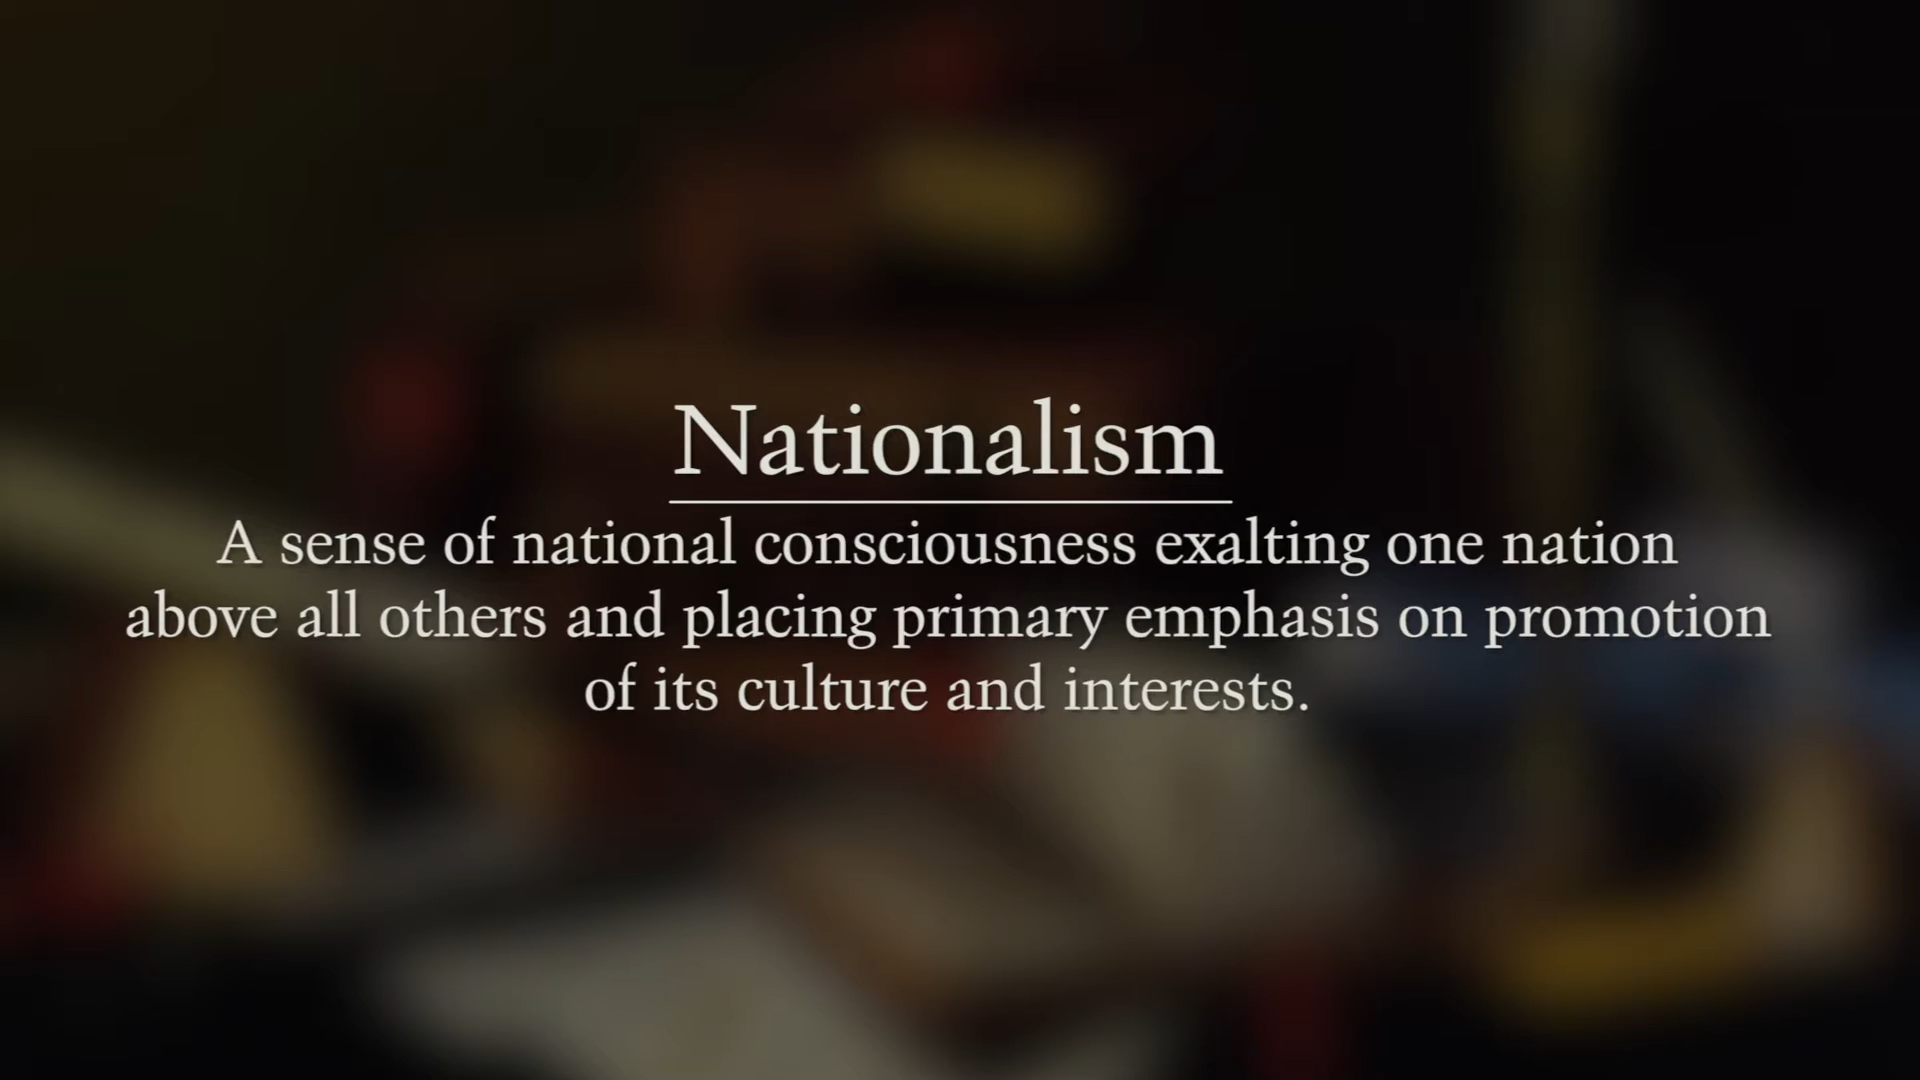 Nationalism
A sense of national consciousness exalting one nation
above all others and placing primary emphasis on promotion
of its culture and interests.